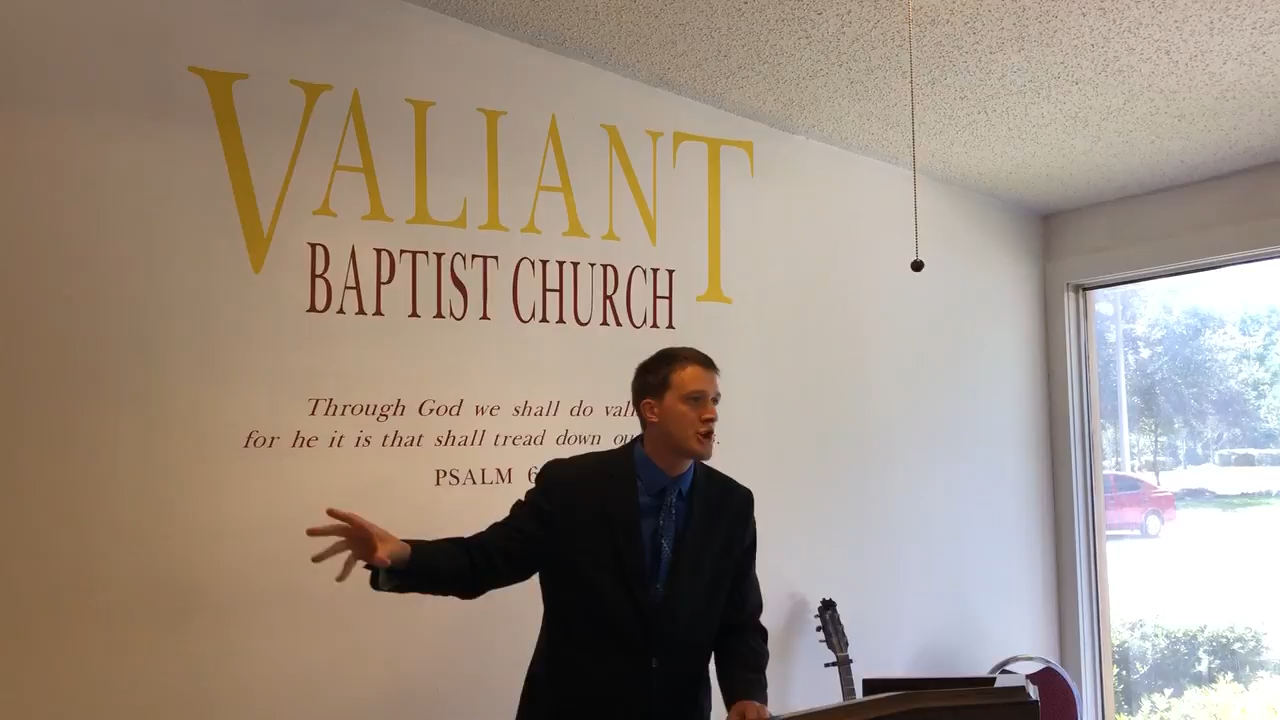 VALIANT
BAPTIST CHURCH
Through God we shall do
for he it is that shall tread down
PSALM